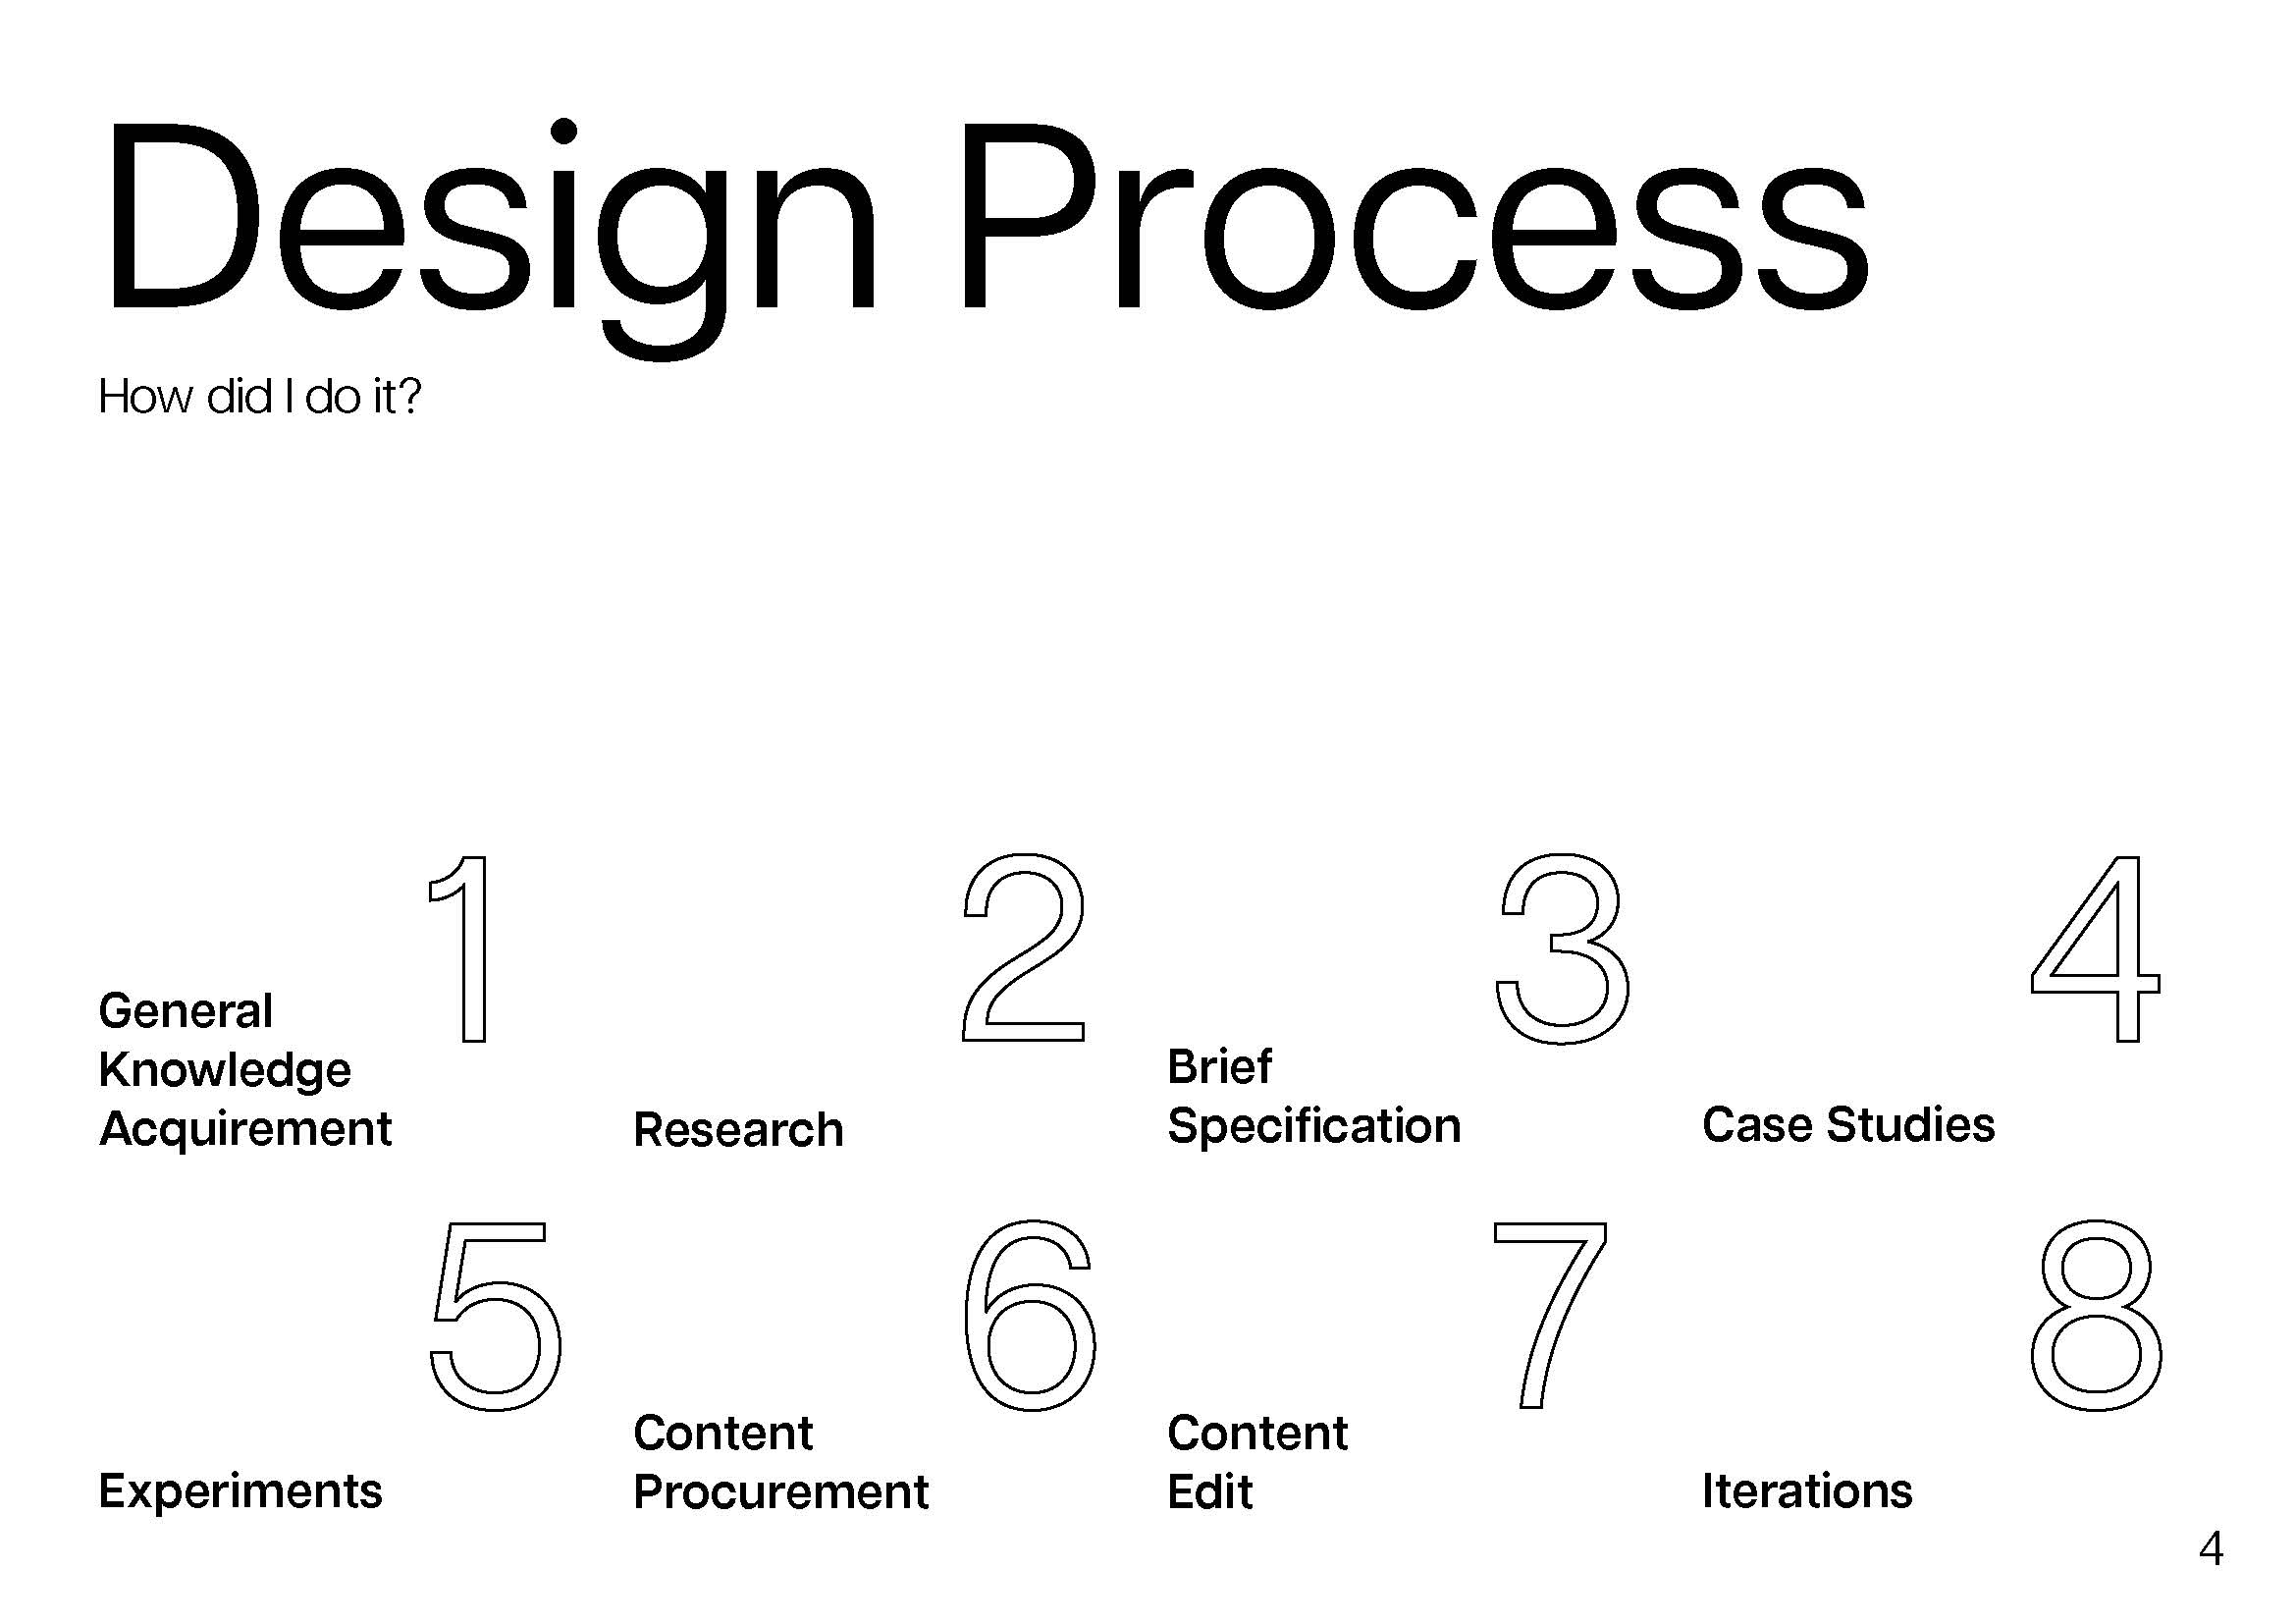 Design Process
How did I do it?
1
General
Knowledge
Acquirement
2
Research
3
Brief
Specification
4
Case Studies
5
Experiments
6
Content
Procurement
7
Content
Edit
8
Iterations
4